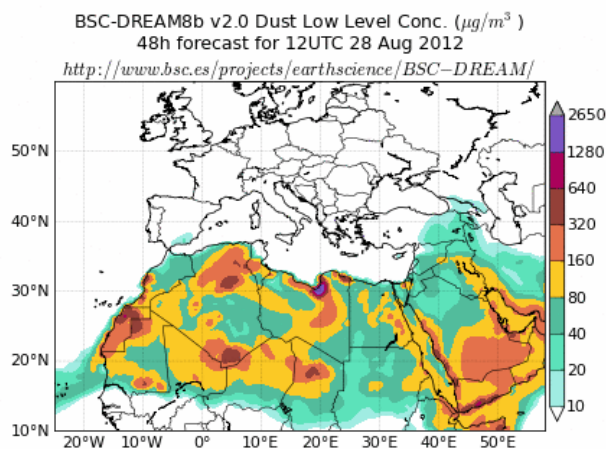 BSC-DREAM8b v2.0 Dust Low Level Conc. (μg/m³ )
48h forecast for 12UTC 28 Aug 2012
http://www.bsc.es/projects/earthscience/BSC−DREAM/
2650
1280
640
320
160
80
40
20
10
50°N
40°N
30°N
20°N
10°N
20°W 10°W 0° 10°E 20°E 30°E 40°E 50°E